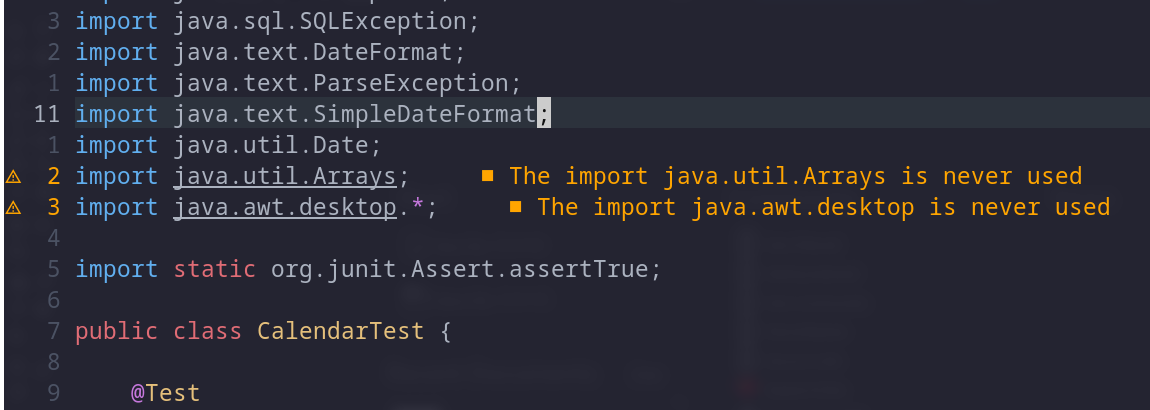 3 import java.sql.SQLException;
2 import java.text.DateFormat;
1 import java.text.ParseException;
11 import java.text.SimpleDateFormat;
1 import java.util.Date;
⚠ 2 import java.util.Arrays; ■ The import java.util.Arrays is never used
⚠ 3 import java.awt.desktop.*; ■ The import java.awt.desktop is never used
4
5 import static org.junit.Assert.assertTrue;
6
7 public class CalendarTest {
8
9 @Test